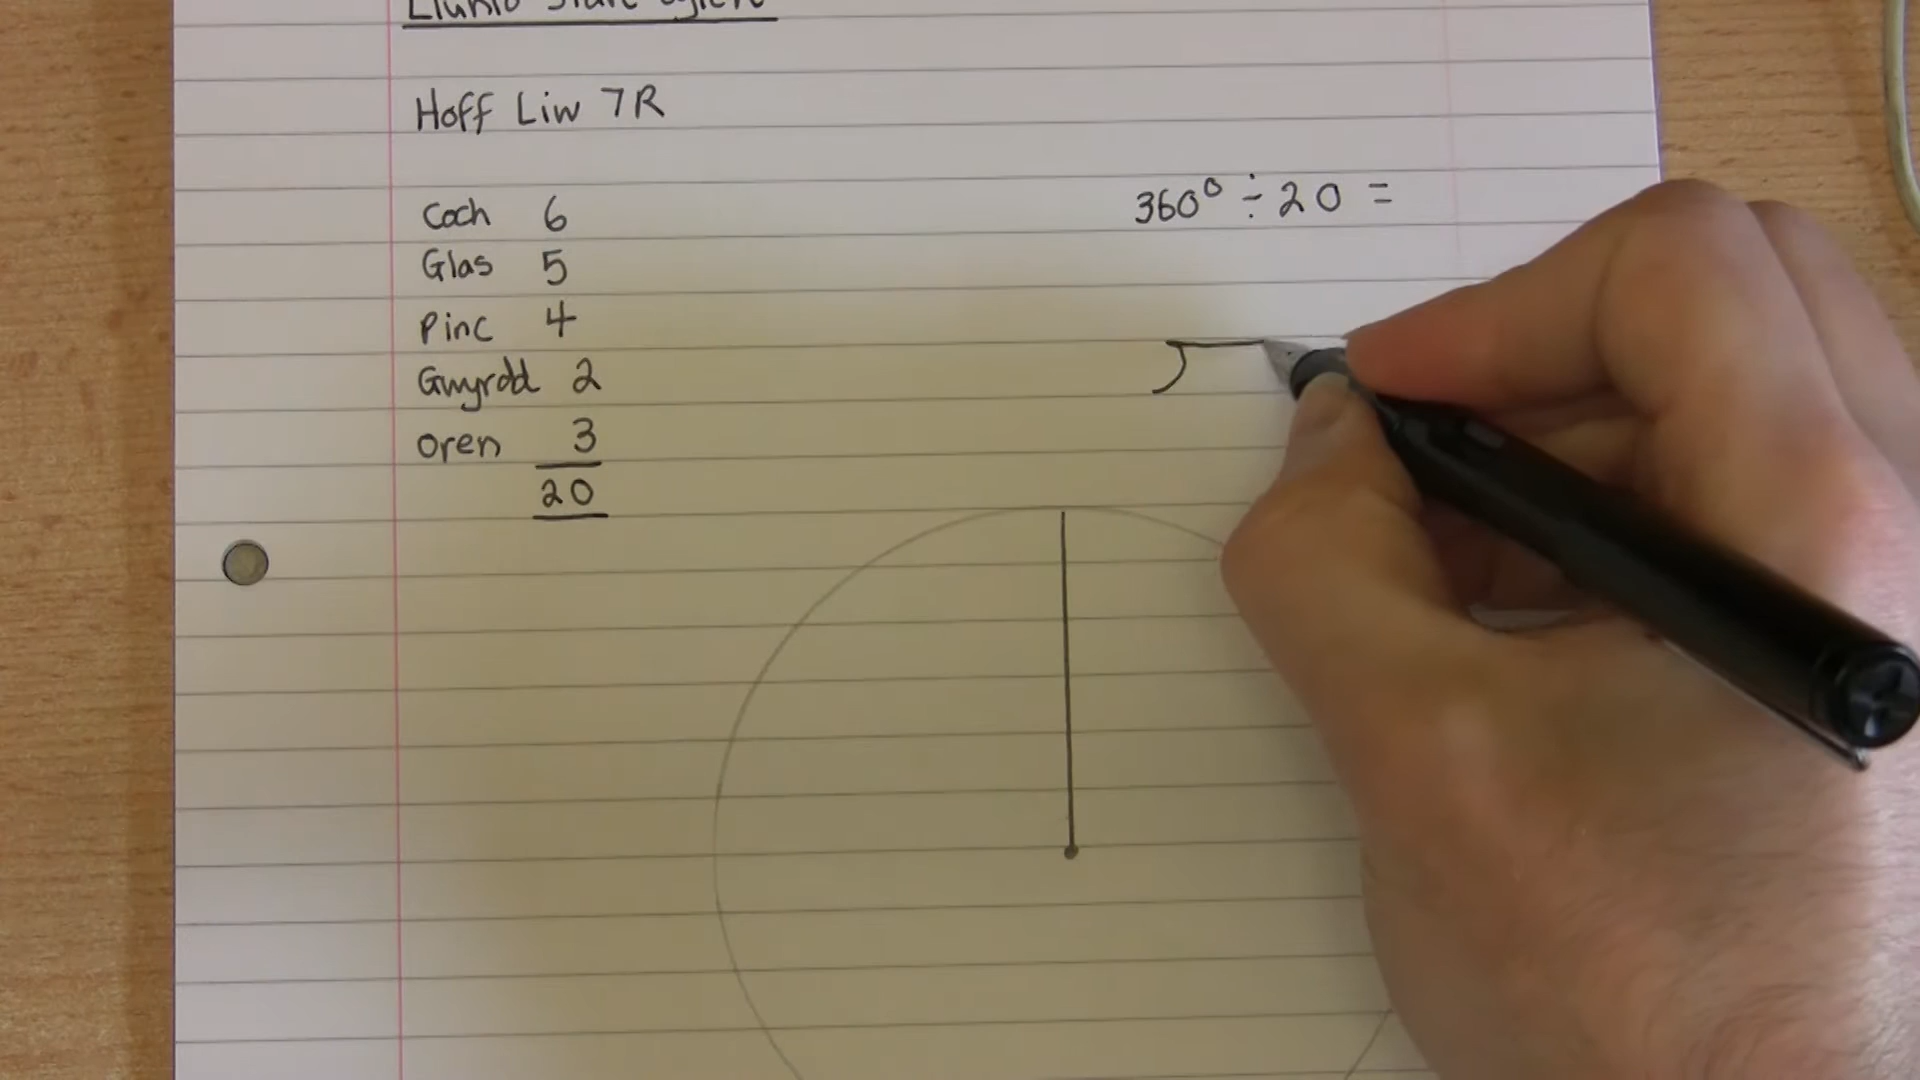 Hoff Liw 7R
360° ÷ 20 =
Coch 6
Glas 5
Pinc 4
Gwyrdd 2
oren 3
20